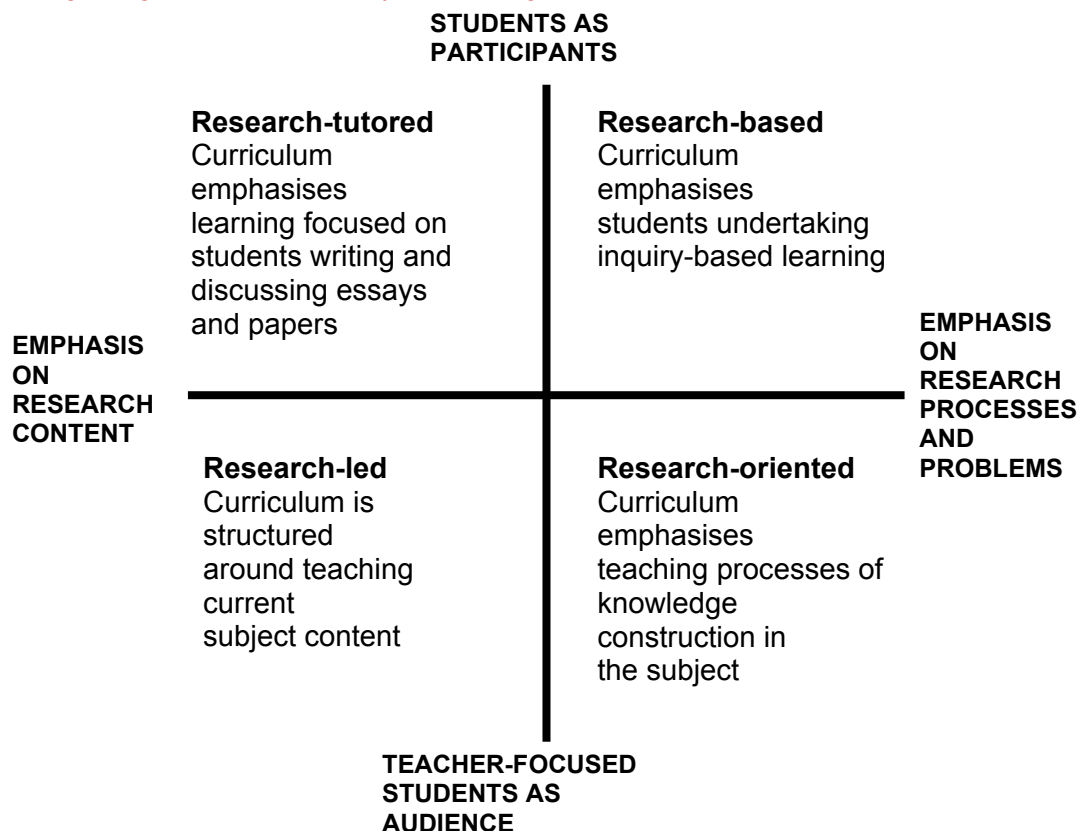 STUDENTS AS
PARTICIPANTS
Research-tutored
Curriculum
emphasises
learning focused on
students writing and
discussing essays
and papers
Research-based
Curriculum
emphasises
students undertaking
inquiry-based learning
EMPHASIS
ON
RESEARCH
CONTENT
EMPHASIS
ON
RESEARCH
PROCESSES
AND
PROBLEMS
Research-led
Curriculum is
structured
around teaching
current
subject content
Research-oriented
Curriculum
emphasises
teaching processes of
knowledge
construction in
the subject
TEACHER-FOCUSED
STUDENTS AS
AUDIENCE